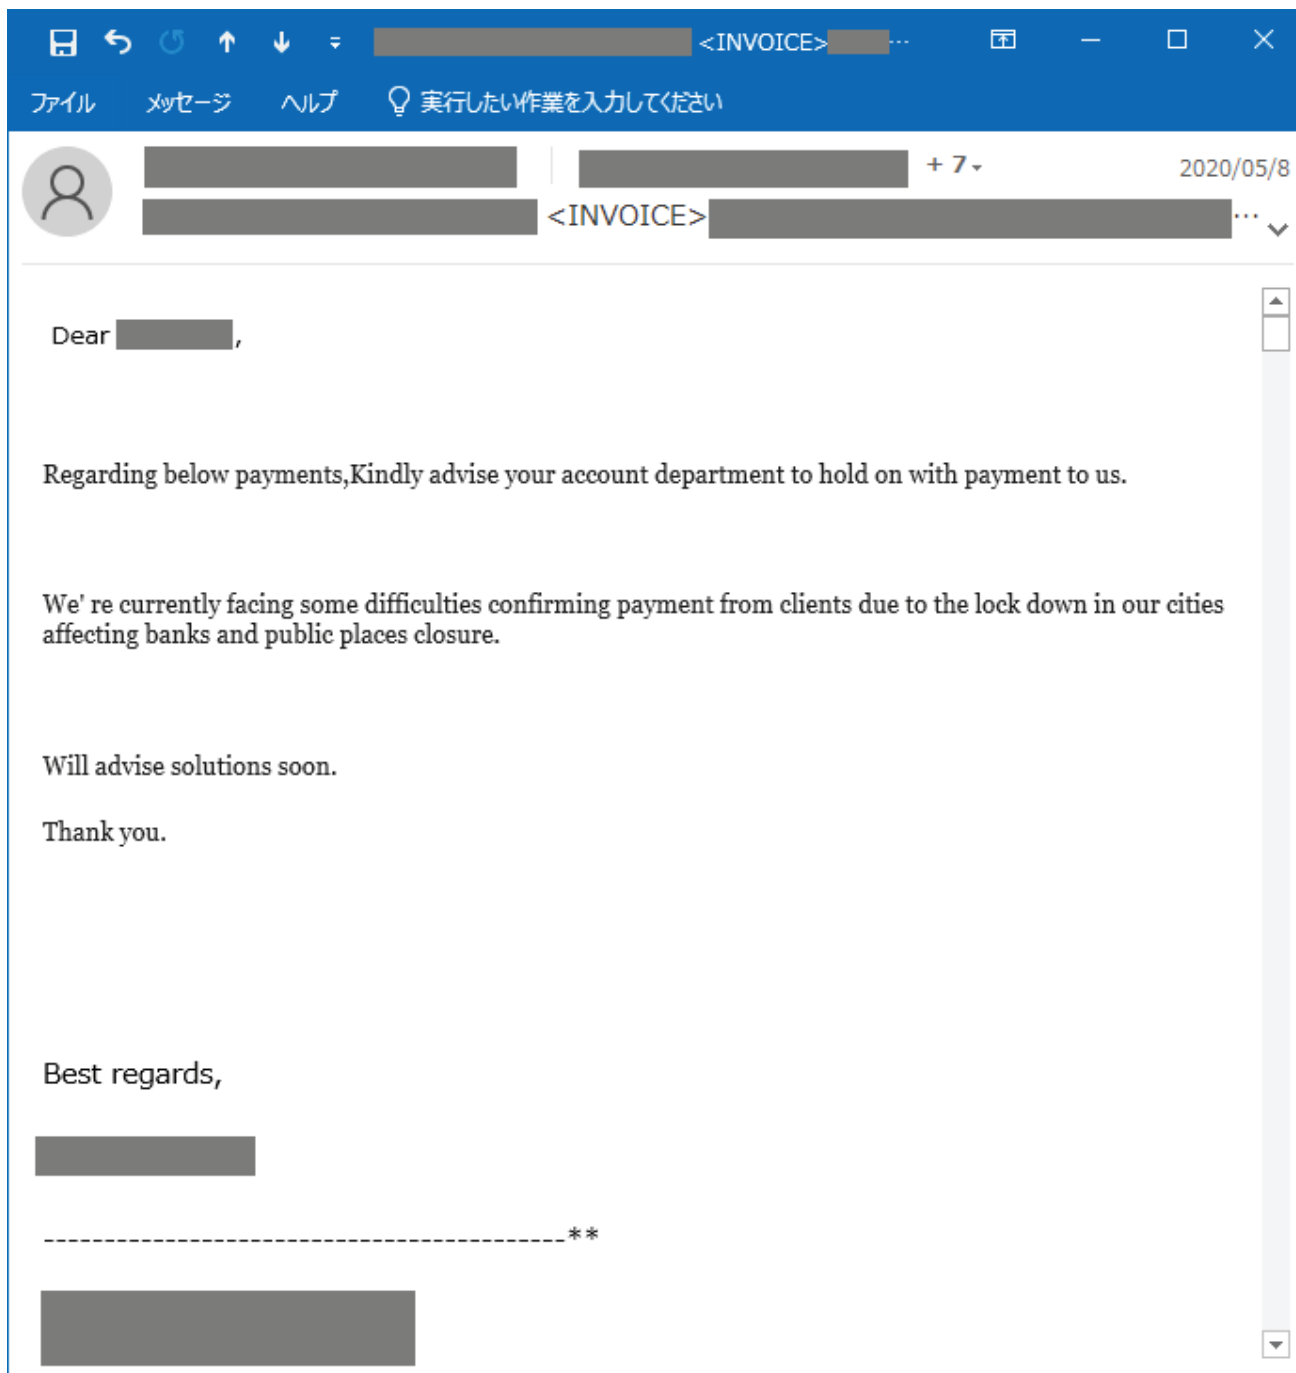 <INVOICE> ...
ファイル メッセージ ヘルプ 実行したい作業を入力してください
+ 7 2020/05/8
<INVOICE> ...
Dear ,
Regarding below payments,Kindly advise your account department to hold on with payment to us.
We' re currently facing some difficulties confirming payment from clients due to the lock down in our cities
affecting banks and public places closure.
Will advise solutions soon.
Thank you.
Best regards,
-------------------------------------------**